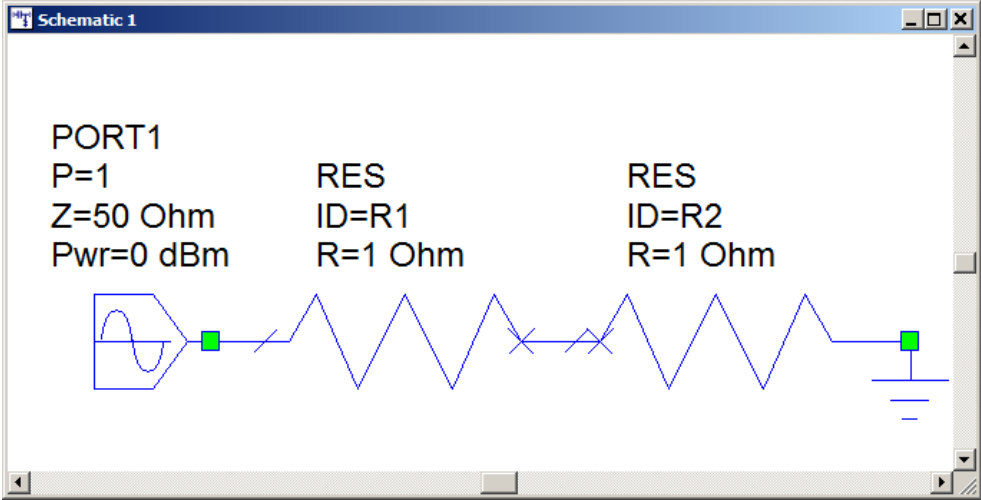 Schematic 1
PORT1
P=1
Z=50 Ohm
Pwr=0 dBm
RES
ID=R1
R=1 Ohm
RES
ID=R2
R=1 Ohm